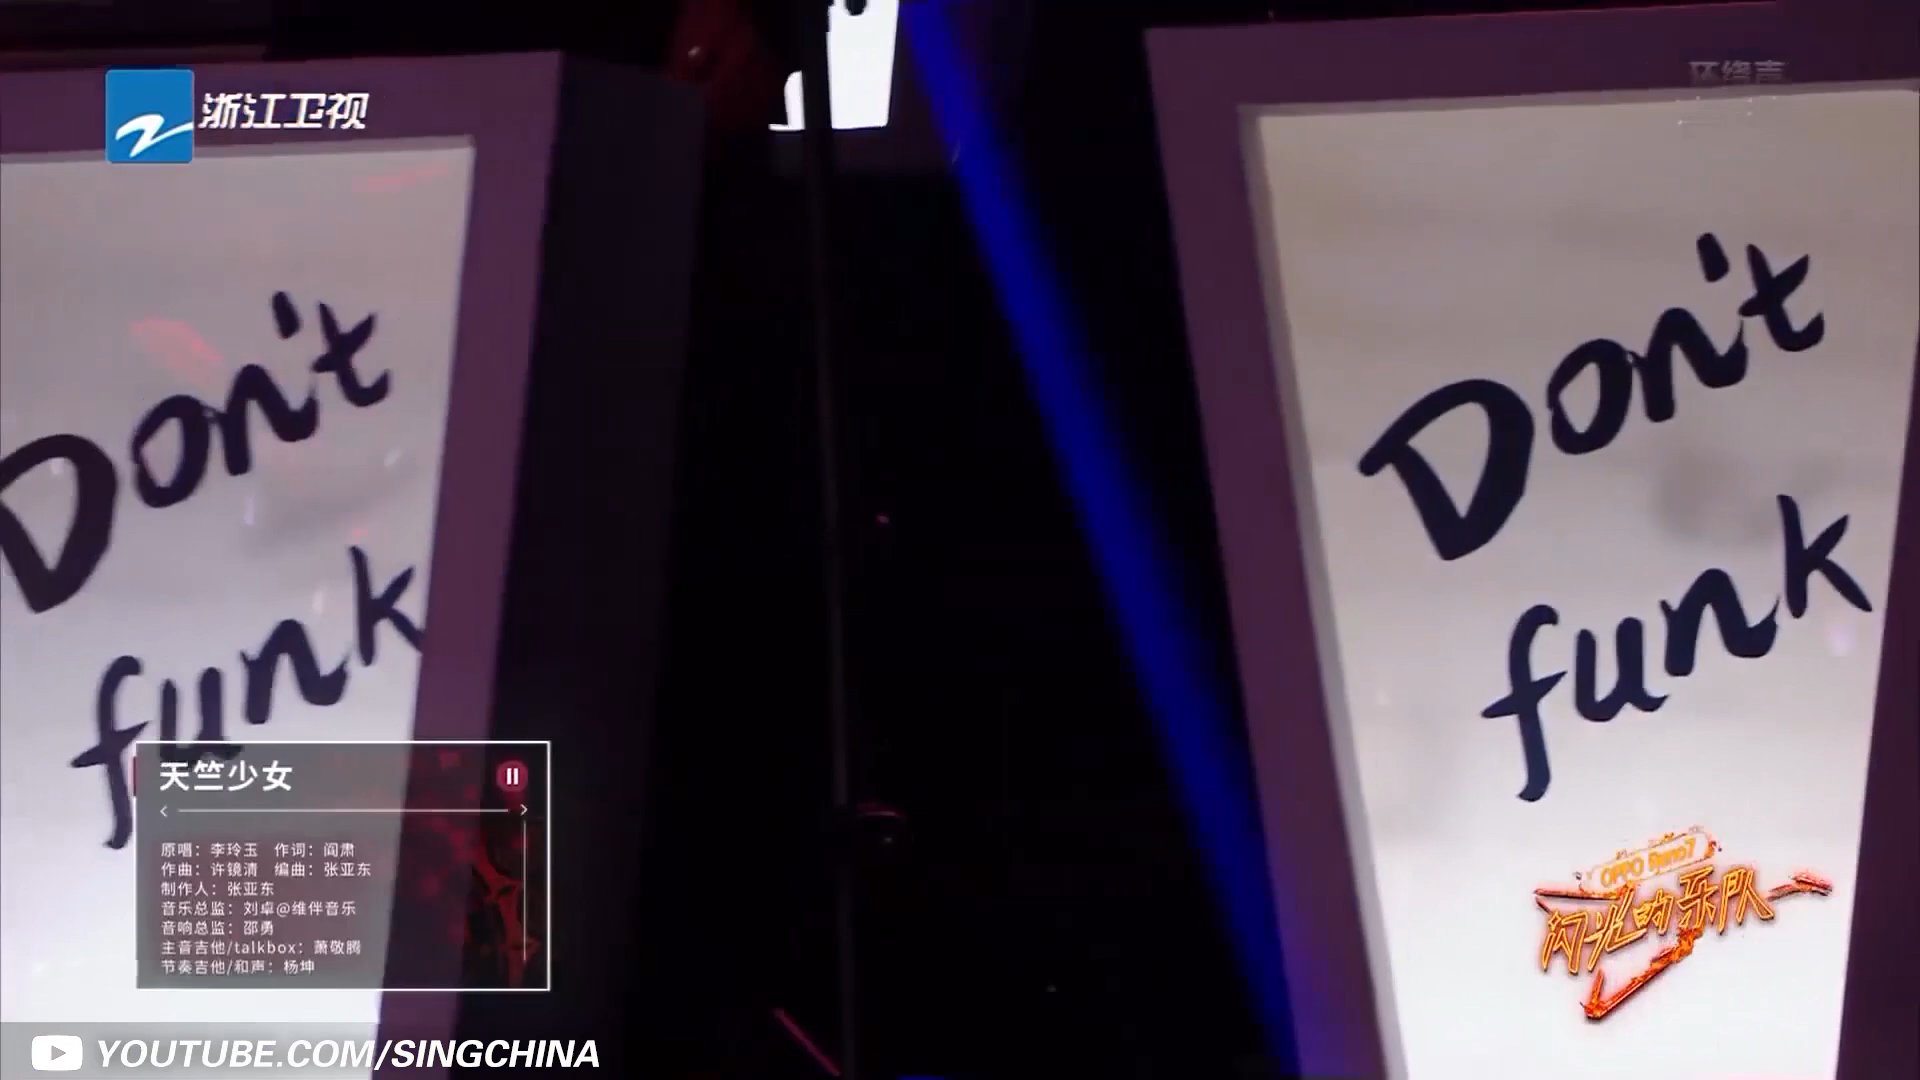 浙江卫视
环绕声
Don't
funk
Don't
funk
天竺少女
原唱：李玲玉 作词：阎肃
作曲：许镜清 编曲：张亚东
制作人：张亚东
音乐总监：刘卓@维伴音乐
音响总监：邵勇
主音吉他/talkbox：萧敬腾
节奏吉他/和声：杨坤
OPPO Reno7
闪光的乐队
YOUTUBE.COM/SINGCHINA